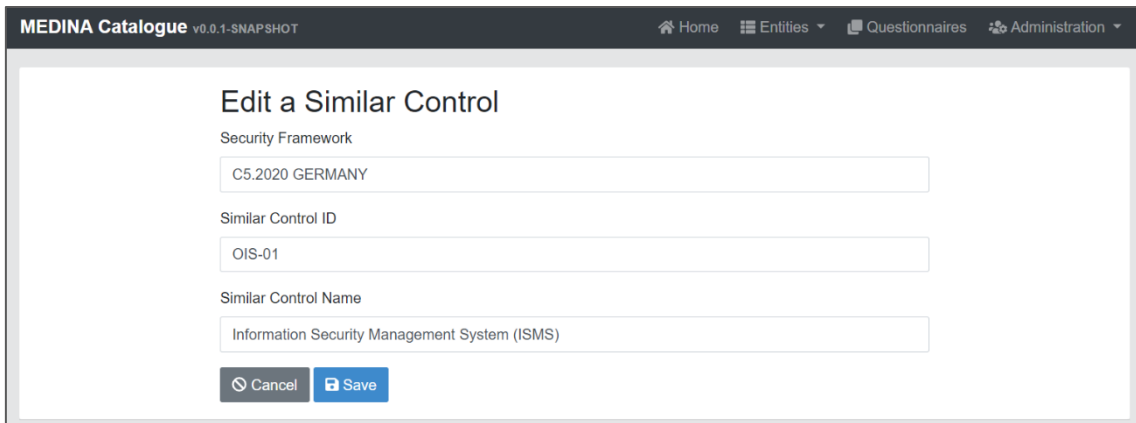 MEDINA Catalogue v0.0.1-SNAPSHOT Home Entities Questionnaires Administration
Edit a Similar Control
Security Framework
C5.2020 GERMANY
Similar Control ID
OIS-01
Similar Control Name
Information Security Management System (ISMS)
Cancel Save